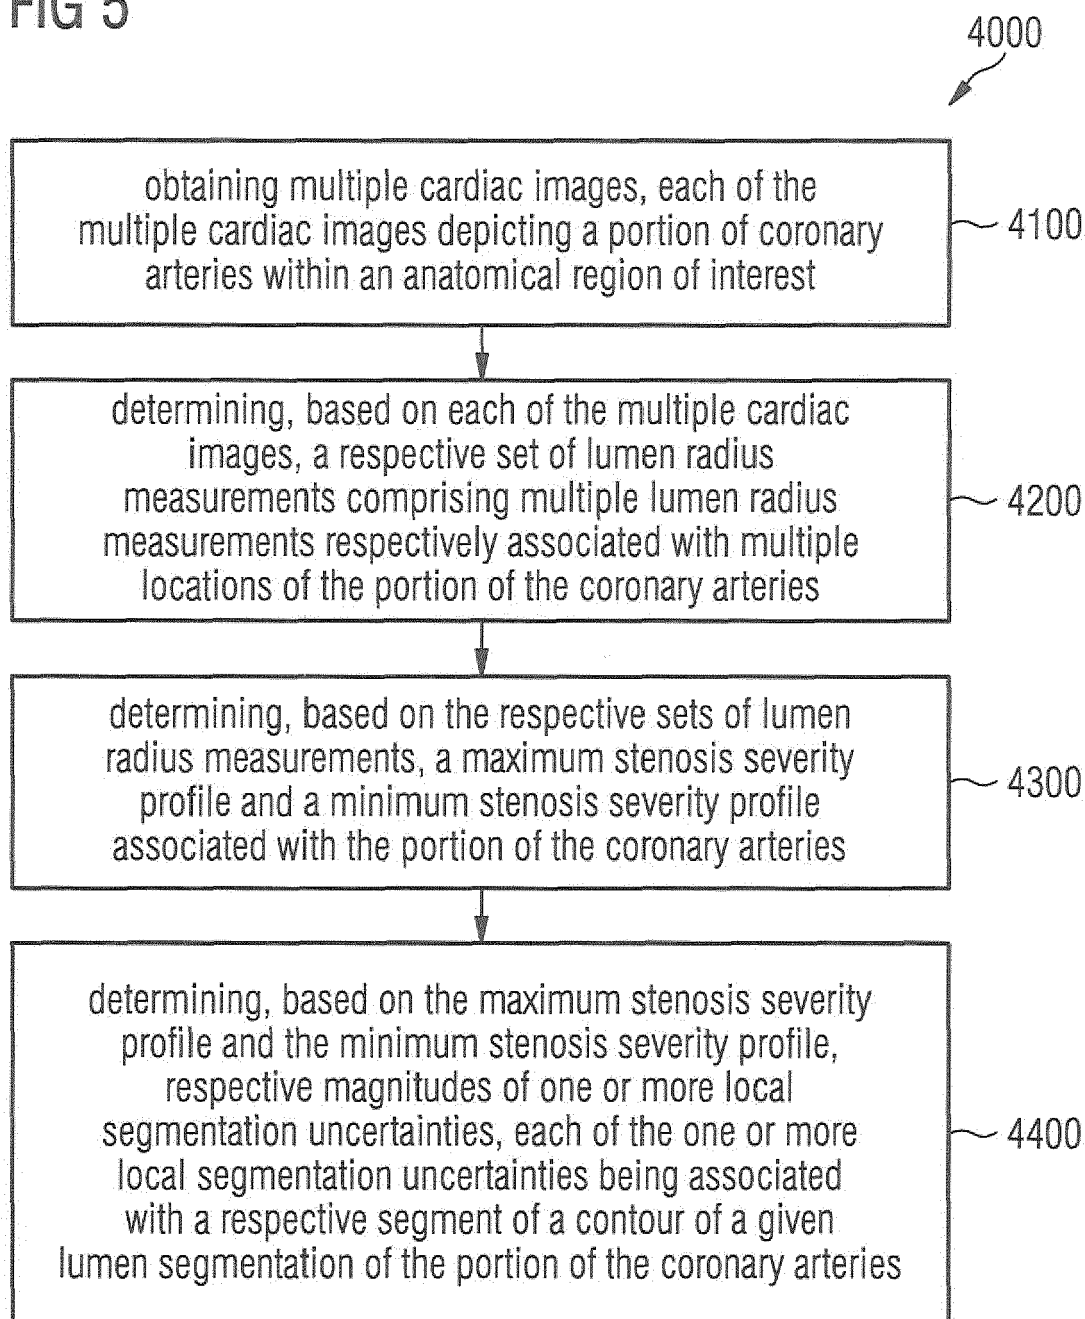 FIG 5
4000
obtaining multiple cardiac images, each of the
multiple cardiac images depicting a portion of coronary
arteries within an anatomical region of interest
4100
determining, based on each of the multiple cardiac
images, a respective set of lumen radius
measurements comprising multiple lumen radius
measurements respectively associated with multiple
locations of the portion of the coronary arteries
4200
determining, based on the respective sets of lumen
radius measurements, a maximum stenosis severity
profile and a minimum stenosis severity profile
associated with the portion of the coronary arteries
4300
determining, based on the maximum stenosis severity
profile and the minimum stenosis severity profile,
respective magnitudes of one or more local
segmentation uncertainties, each of the one or more
local segmentation uncertainties being associated
with a respective segment of a contour of a given
lumen segmentation of the portion of the coronary arteries
4400